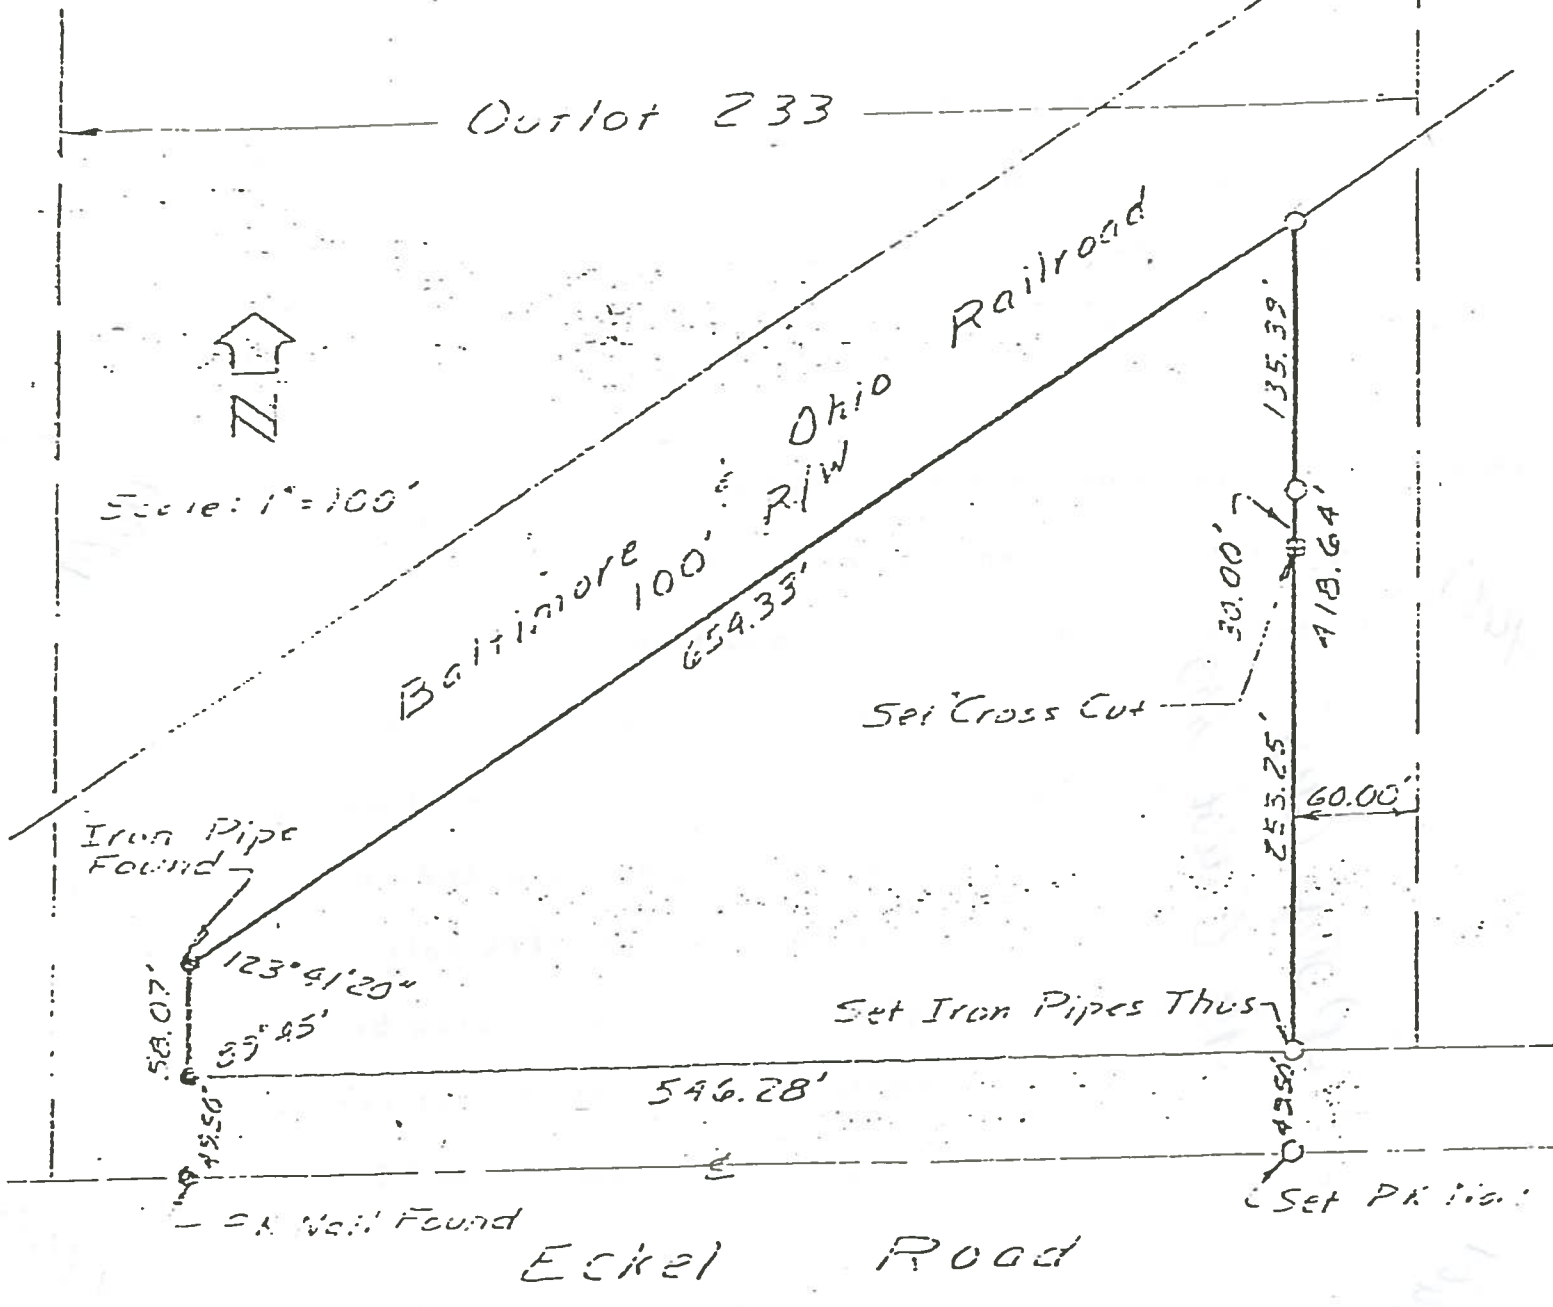 Outlot 233
Railroad
Ohio
R/W
Baltimore
&
100'
N
Scale: 1"=100'
135.39'
30.00'
418.64'
654.33'
Set Cross Cut
253.25'
60.00'
Iron Pipe
Found
123°41'20"
58.07'
Set Iron Pipes Thus
546.28'
49.50'
49.50'
Nail Found
Set PK
Eckel Road